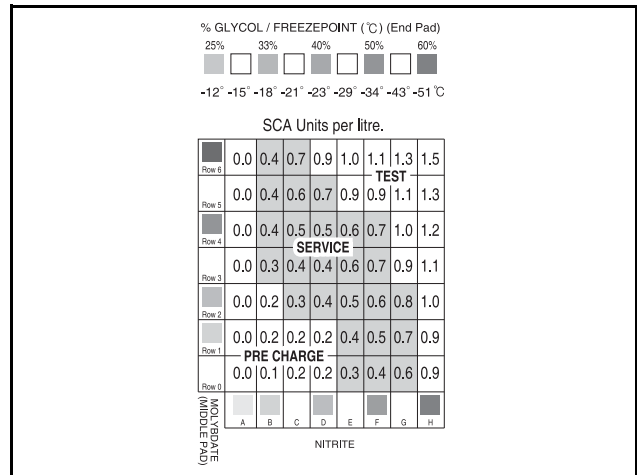 % GLYCOL / FREEZEPOINT (°C) (End Pad)
25% 33% 40% 50% 60%
-12° -15° -18° -21° -23° -29° -34° -43° -51 °C
SCA Units per litre.
Row 6 0.0 0.4 0.7 0.9 1.0 1.1 1.3 1.5
TEST
Row 5 0.0 0.4 0.6 0.7 0.9 0.9 1.1 1.3
Row 4 0.0 0.4 0.5 0.5 0.6 0.7 1.0 1.2
SERVICE
Row 3 0.0 0.3 0.4 0.4 0.6 0.7 0.9 1.1
Row 2 0.0 0.2 0.3 0.4 0.5 0.6 0.8 1.0
Row 1 0.0 0.2 0.2 0.2 0.4 0.5 0.7 0.9
PRE CHARGE
Row 0 0.0 0.1 0.2 0.2 0.3 0.4 0.6 0.9
MOLYBDATE
(MIDDLE PAD)
A B C D E F G H
NITRITE